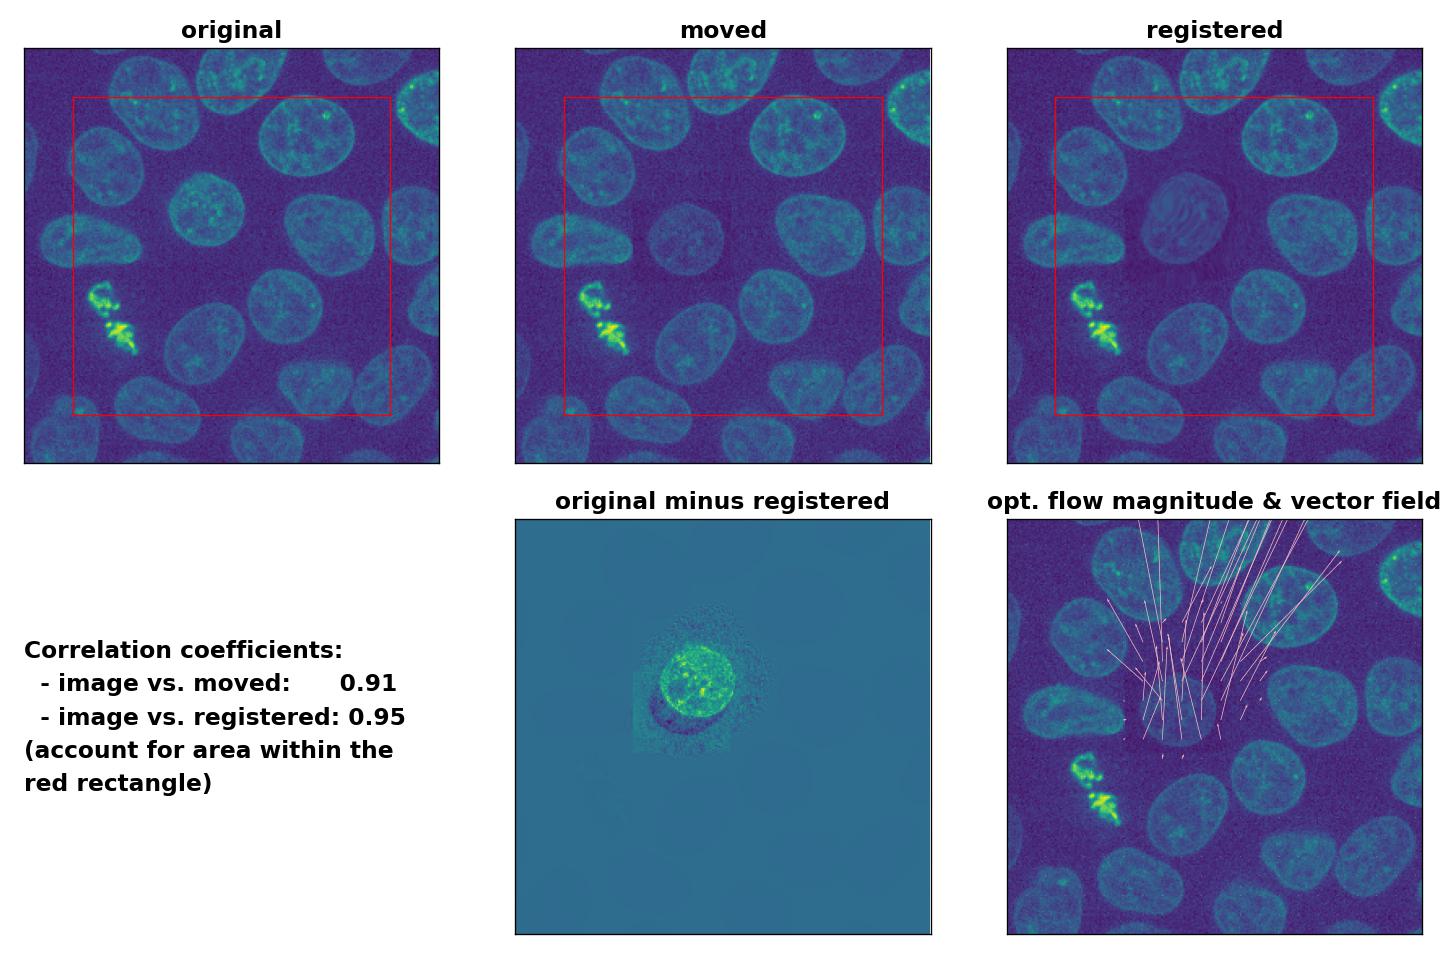 original
moved
registered
original minus registered
opt. flow magnitude & vector field
Correlation coefficients:
- image vs. moved: 0.91
- image vs. registered: 0.95
(account for area within the
red rectangle)